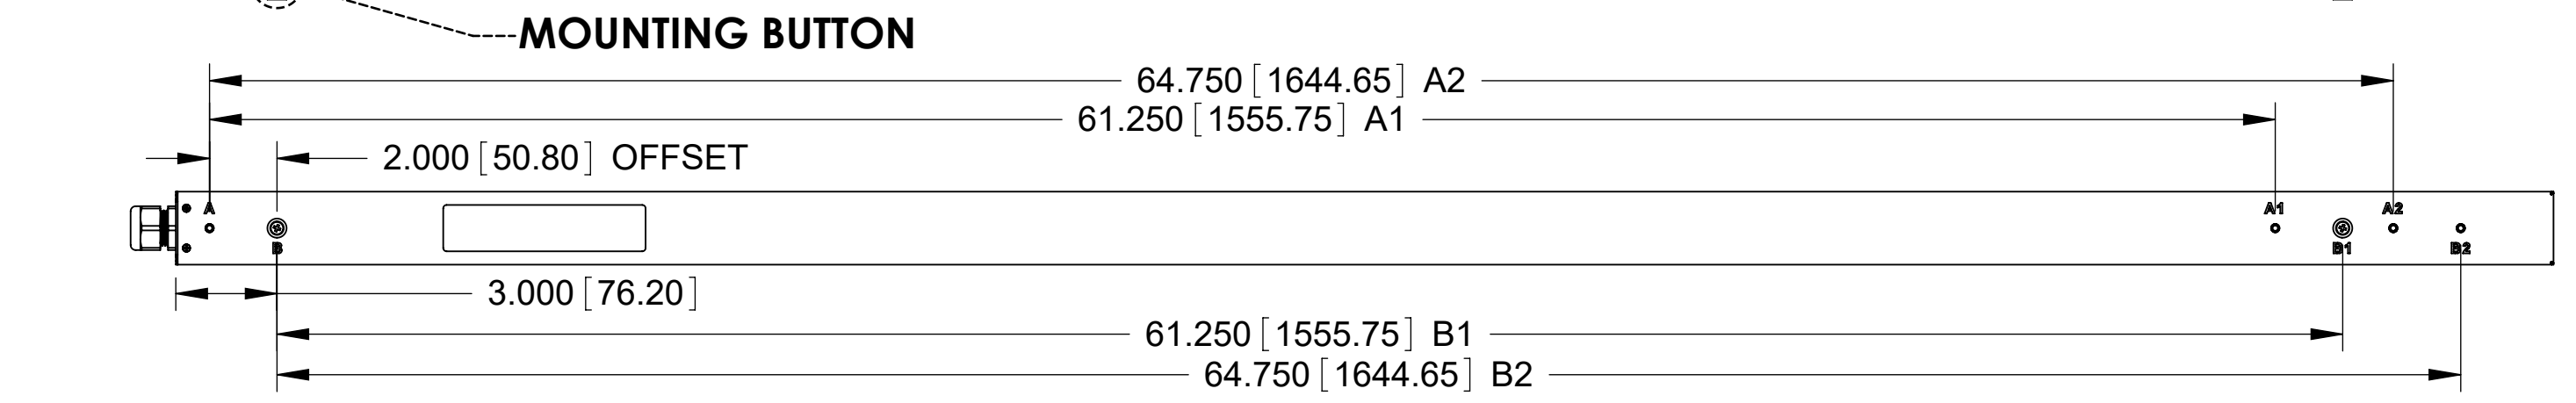 MOUNTING BUTTON
64.750 [1644.65] A2
61.250 [1555.75] A1
2.000 [50.80] OFFSET
A
A1
A2
B
B1
B2
3.000 [76.20]
61.250 [1555.75] B1
64.750 [1644.65] B2